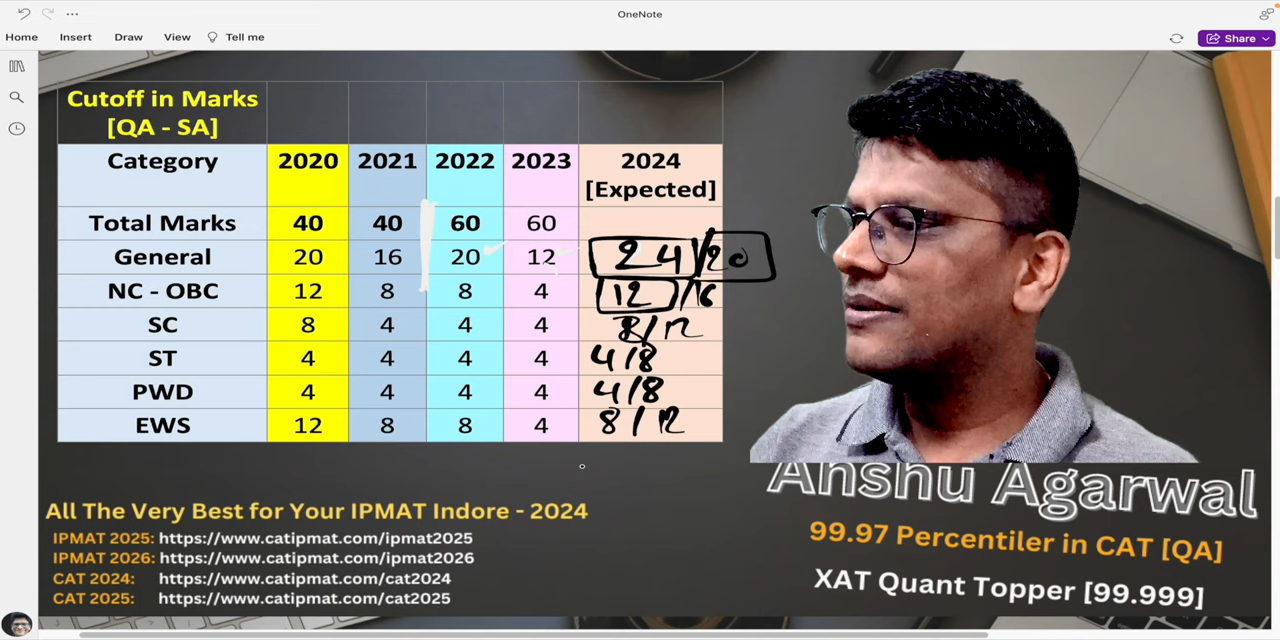 OneNote
Home Insert Draw View Tell me Share
Cutoff in Marks
[QA - SA]
Category 2020 2021 2022 2023 2024
[Expected]
Total Marks 40 40 60 60
General 20 16 20 12 24/20
NC - OBC 12 8 8 4 12/16
SC 8 4 4 4 8/12
ST 4 4 4 4 4/8
PWD 4 4 4 4 4/8
EWS 12 8 8 4 8/12
All The Very Best for Your IPMAT Indore - 2024
IPMAT 2025: https://www.catipmat.com/ipmat2025
IPMAT 2026: https://www.catipmat.com/ipmat2026
CAT 2024: https://www.catipmat.com/cat2024
CAT 2025: https://www.catipmat.com/cat2025
Anshu Agarwal
99.97 Percentiler in CAT [QA]
XAT Quant Topper [99.999]